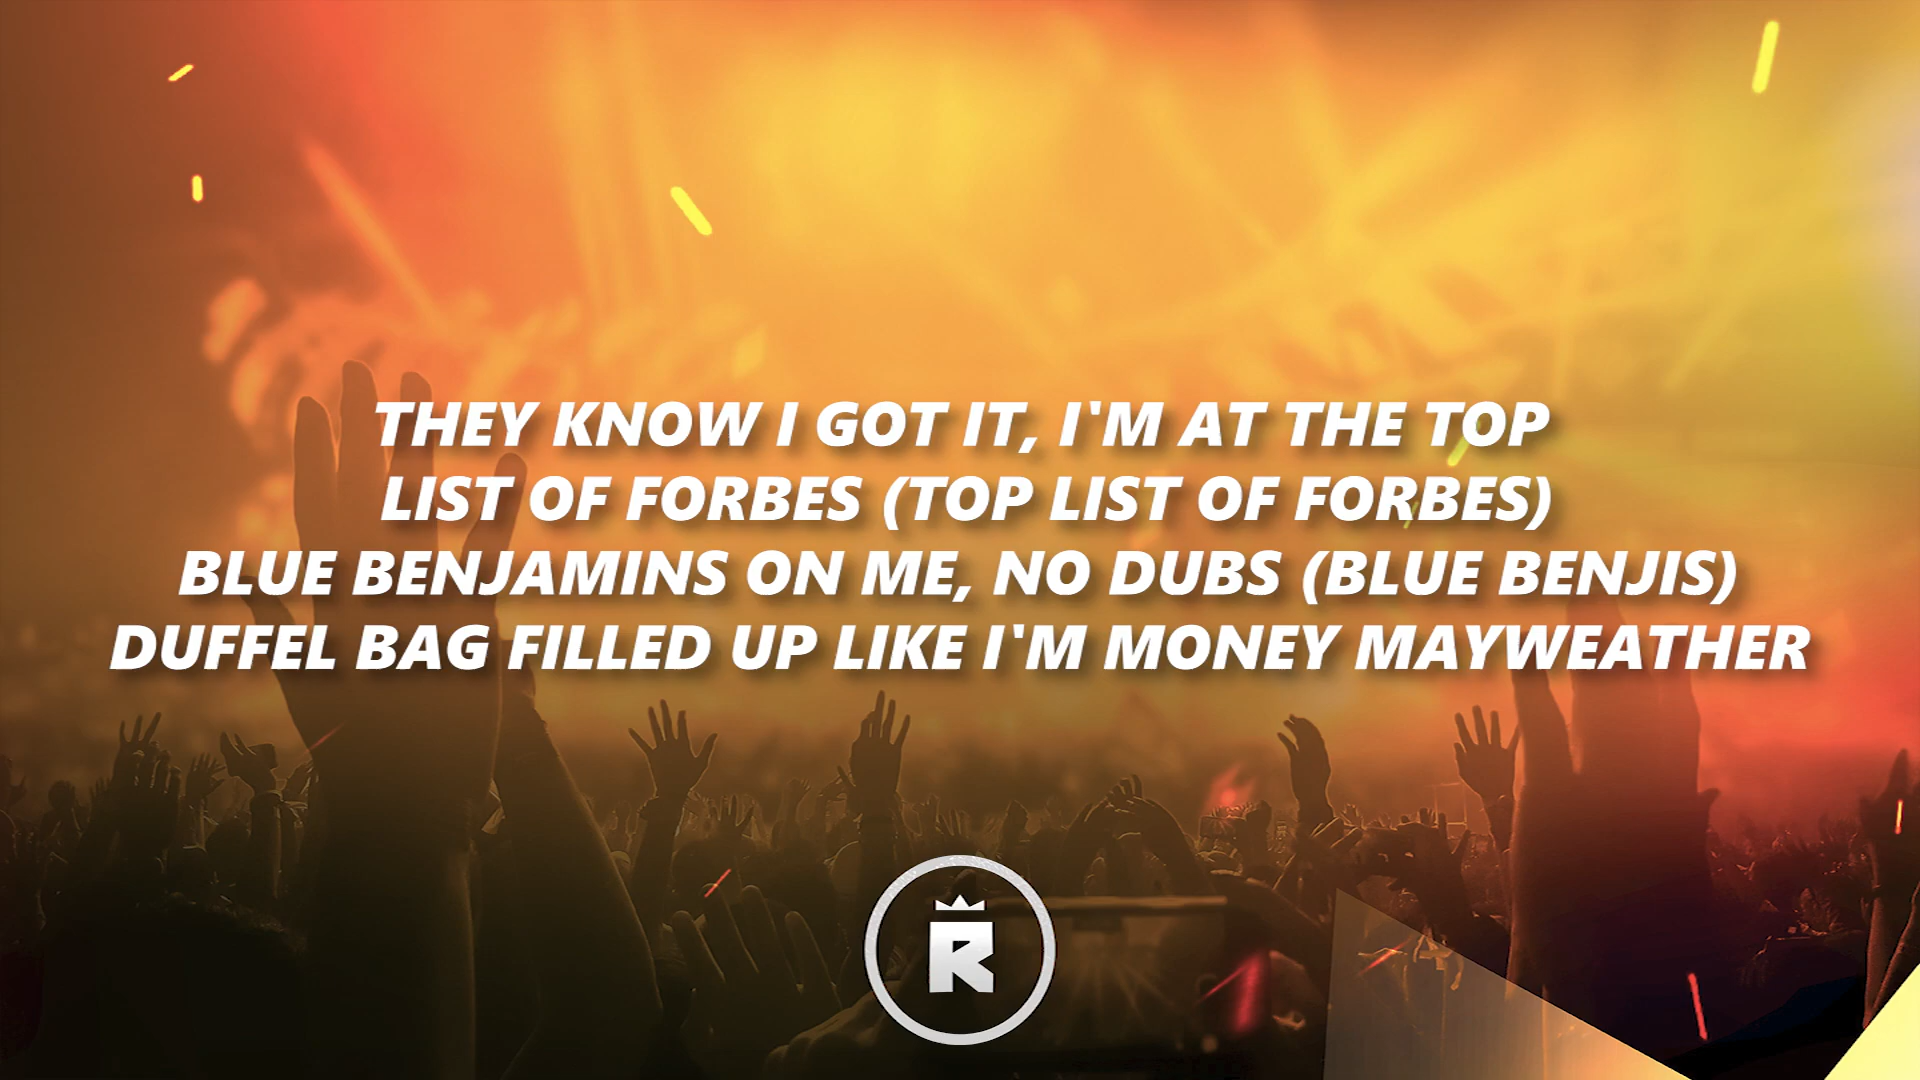 THEY KNOW I GOT IT, I'M AT THE TOP
LIST OF FORBES (TOP LIST OF FORBES)
BLUE BENJAMINS ON ME, NO DUBS (BLUE BENJIS)
DUFFEL BAG FILLED UP LIKE I'M MONEY MAYWEATHER
R